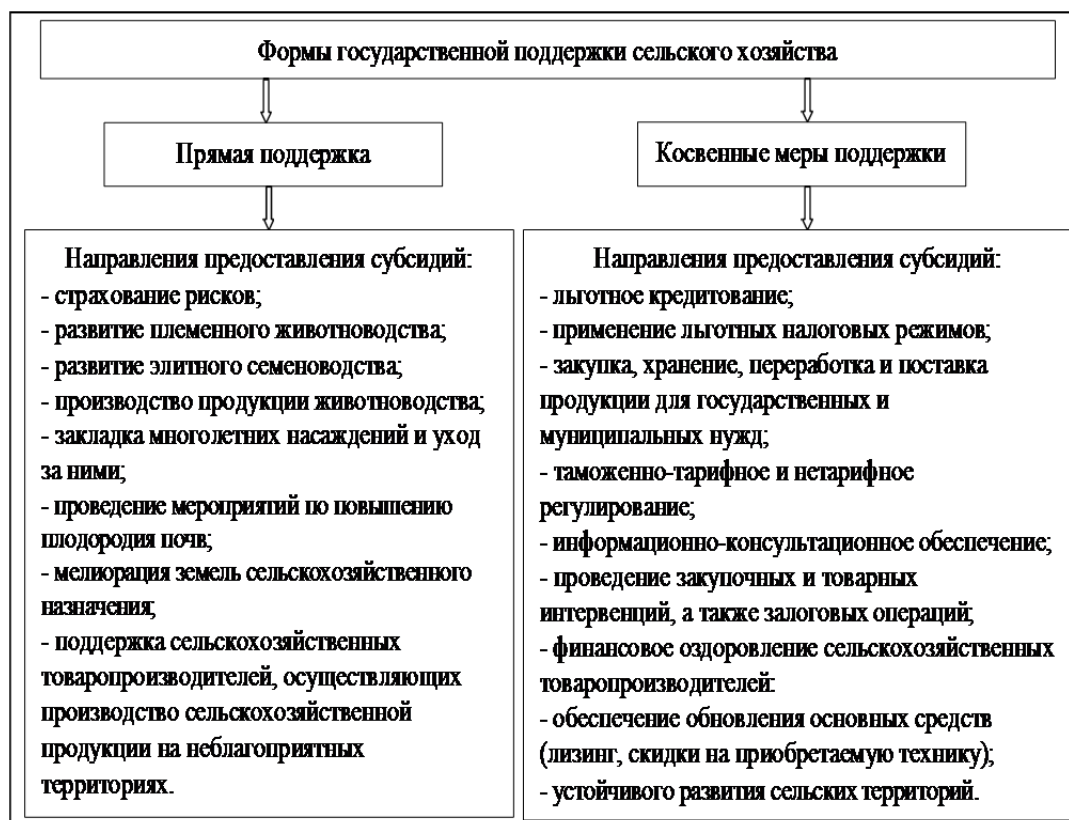 Формы государственной поддержки сельского хозяйства
Прямая поддержка
Косвенные меры поддержки
Направления предоставления субсидий:
- страхование рисков;
- развитие племенного животноводства;
- развитие элитного семеноводства;
- производство продукции животноводства;
- закладка многолетних насаждений и уход
за ними;
- проведение мероприятий по повышению
плодородия почв;
- мелиорация земель сельскохозяйственного
назначения;
- поддержка сельскохозяйственных
товаропроизводителей, осуществляющих
производство сельскохозяйственной
продукции на неблагоприятных
территориях.
Направления предоставления субсидий:
- льготное кредитование;
- применение льготных налоговых режимов;
- закупка, хранение, переработка и поставка
продукции для государственных и
муниципальных нужд;
- таможенно-тарифное и нетарифное
регулирование;
- информационно-консультационное обеспечение;
- проведение закупочных и товарных
интервенций, а также залоговых операций;
- финансовое оздоровление сельскохозяйственных
товаропроизводителей:
- обеспечение обновления основных средств
(лизинг, скидки на приобретаемую технику);
- устойчивого развития сельских территорий.